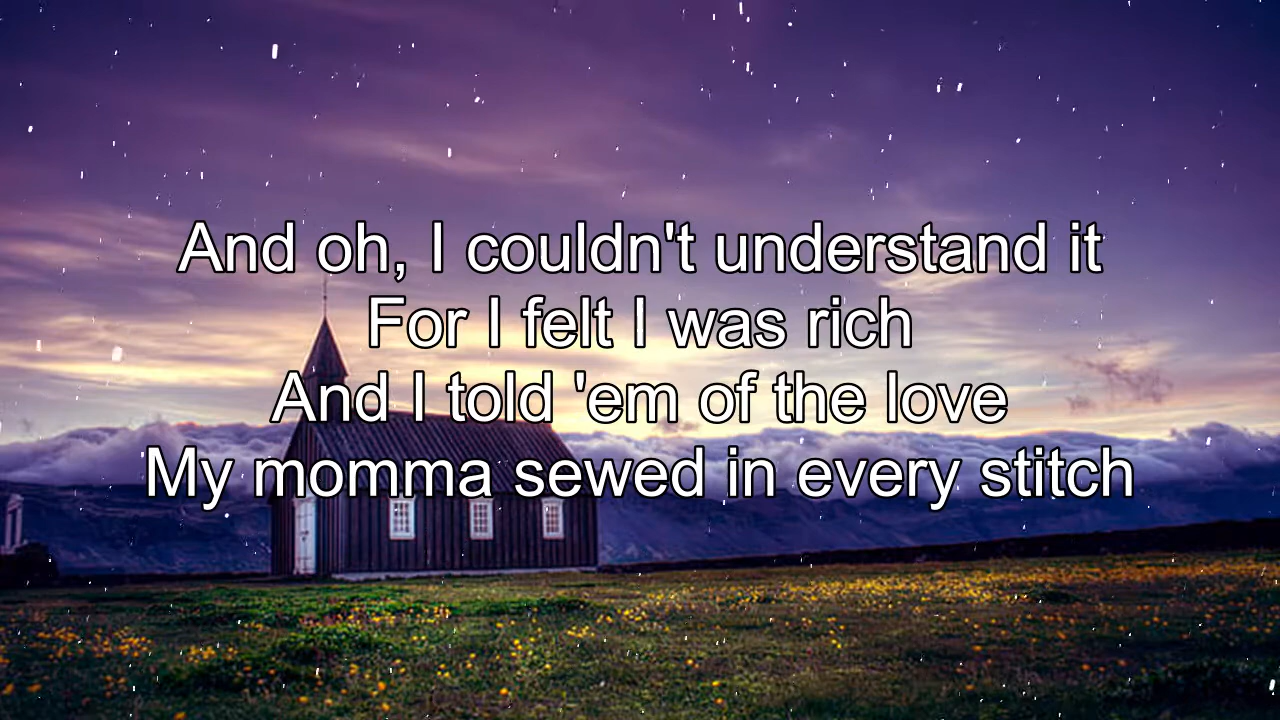 And oh, I couldn't understand it
For I felt I was rich
And I told 'em of the love
My momma sewed in every stitch